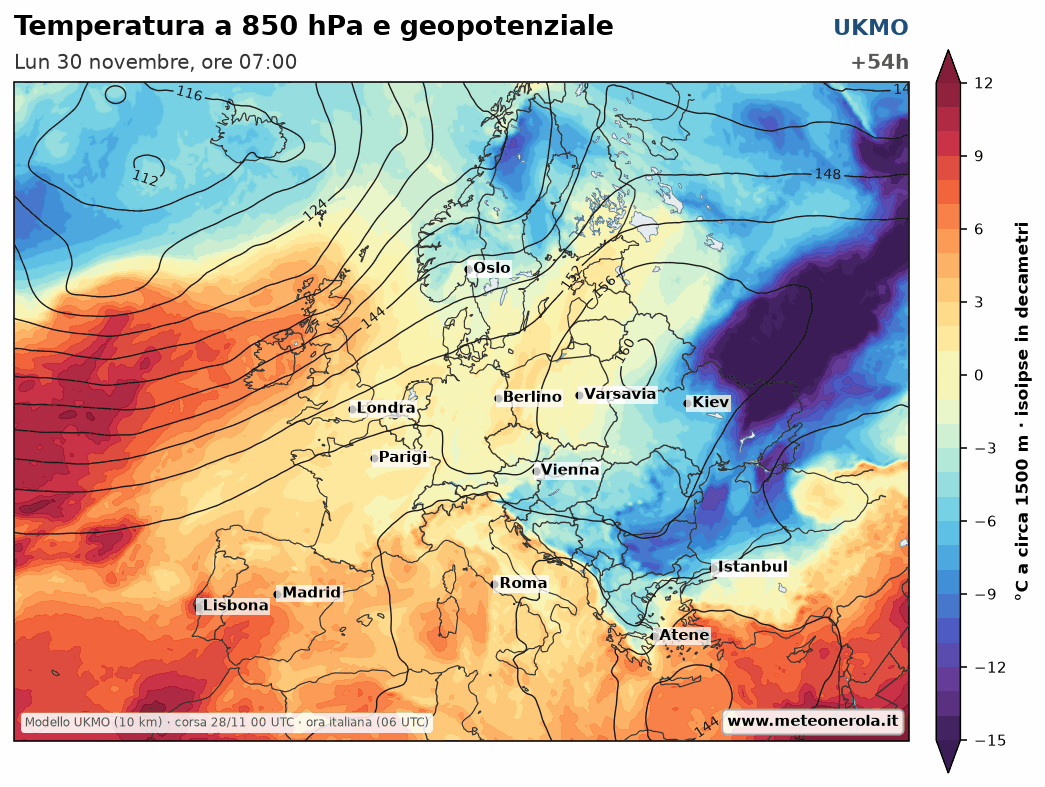 Temperatura a 850 hPa e geopotenziale
UKMO
Lun 30 novembre, ore 07:00
+54h
116
14
112
148
124
Oslo
132
156
144
160
Londra
Berlino
Varsavia
Kiev
Parigi
Vienna
Istanbul
Roma
Madrid
Lisbona
Atene
144
Modello UKMO (10 km) · corsa 28/11 00 UTC · ora italiana (06 UTC)
www.meteonerola.it
12
9
6
3
0
−3
−6
−9
−12
−15
°C a circa 1500 m · isoipse in decametri